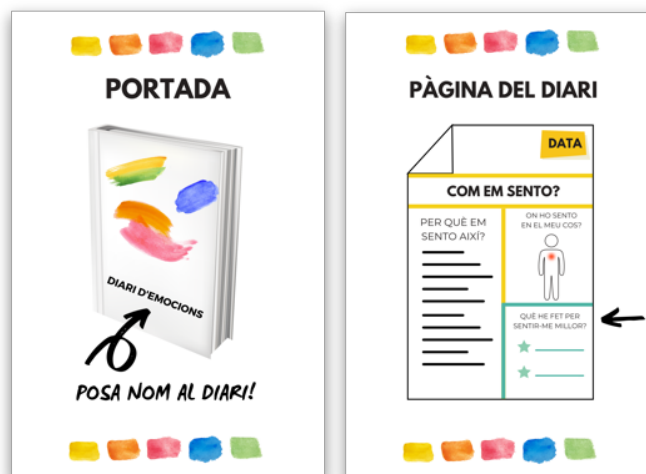 PORTADA
DIARI D'EMOCIONS
POSA NOM AL DIARI!
PÀGINA DEL DIARI
DATA
COM EM SENTO?
PER QUÈ EM
SENTO AIXÍ?
ON HO SENTO
EN EL MEU COS?
QUÈ HE FET PER
SENTIR-ME MILLOR?